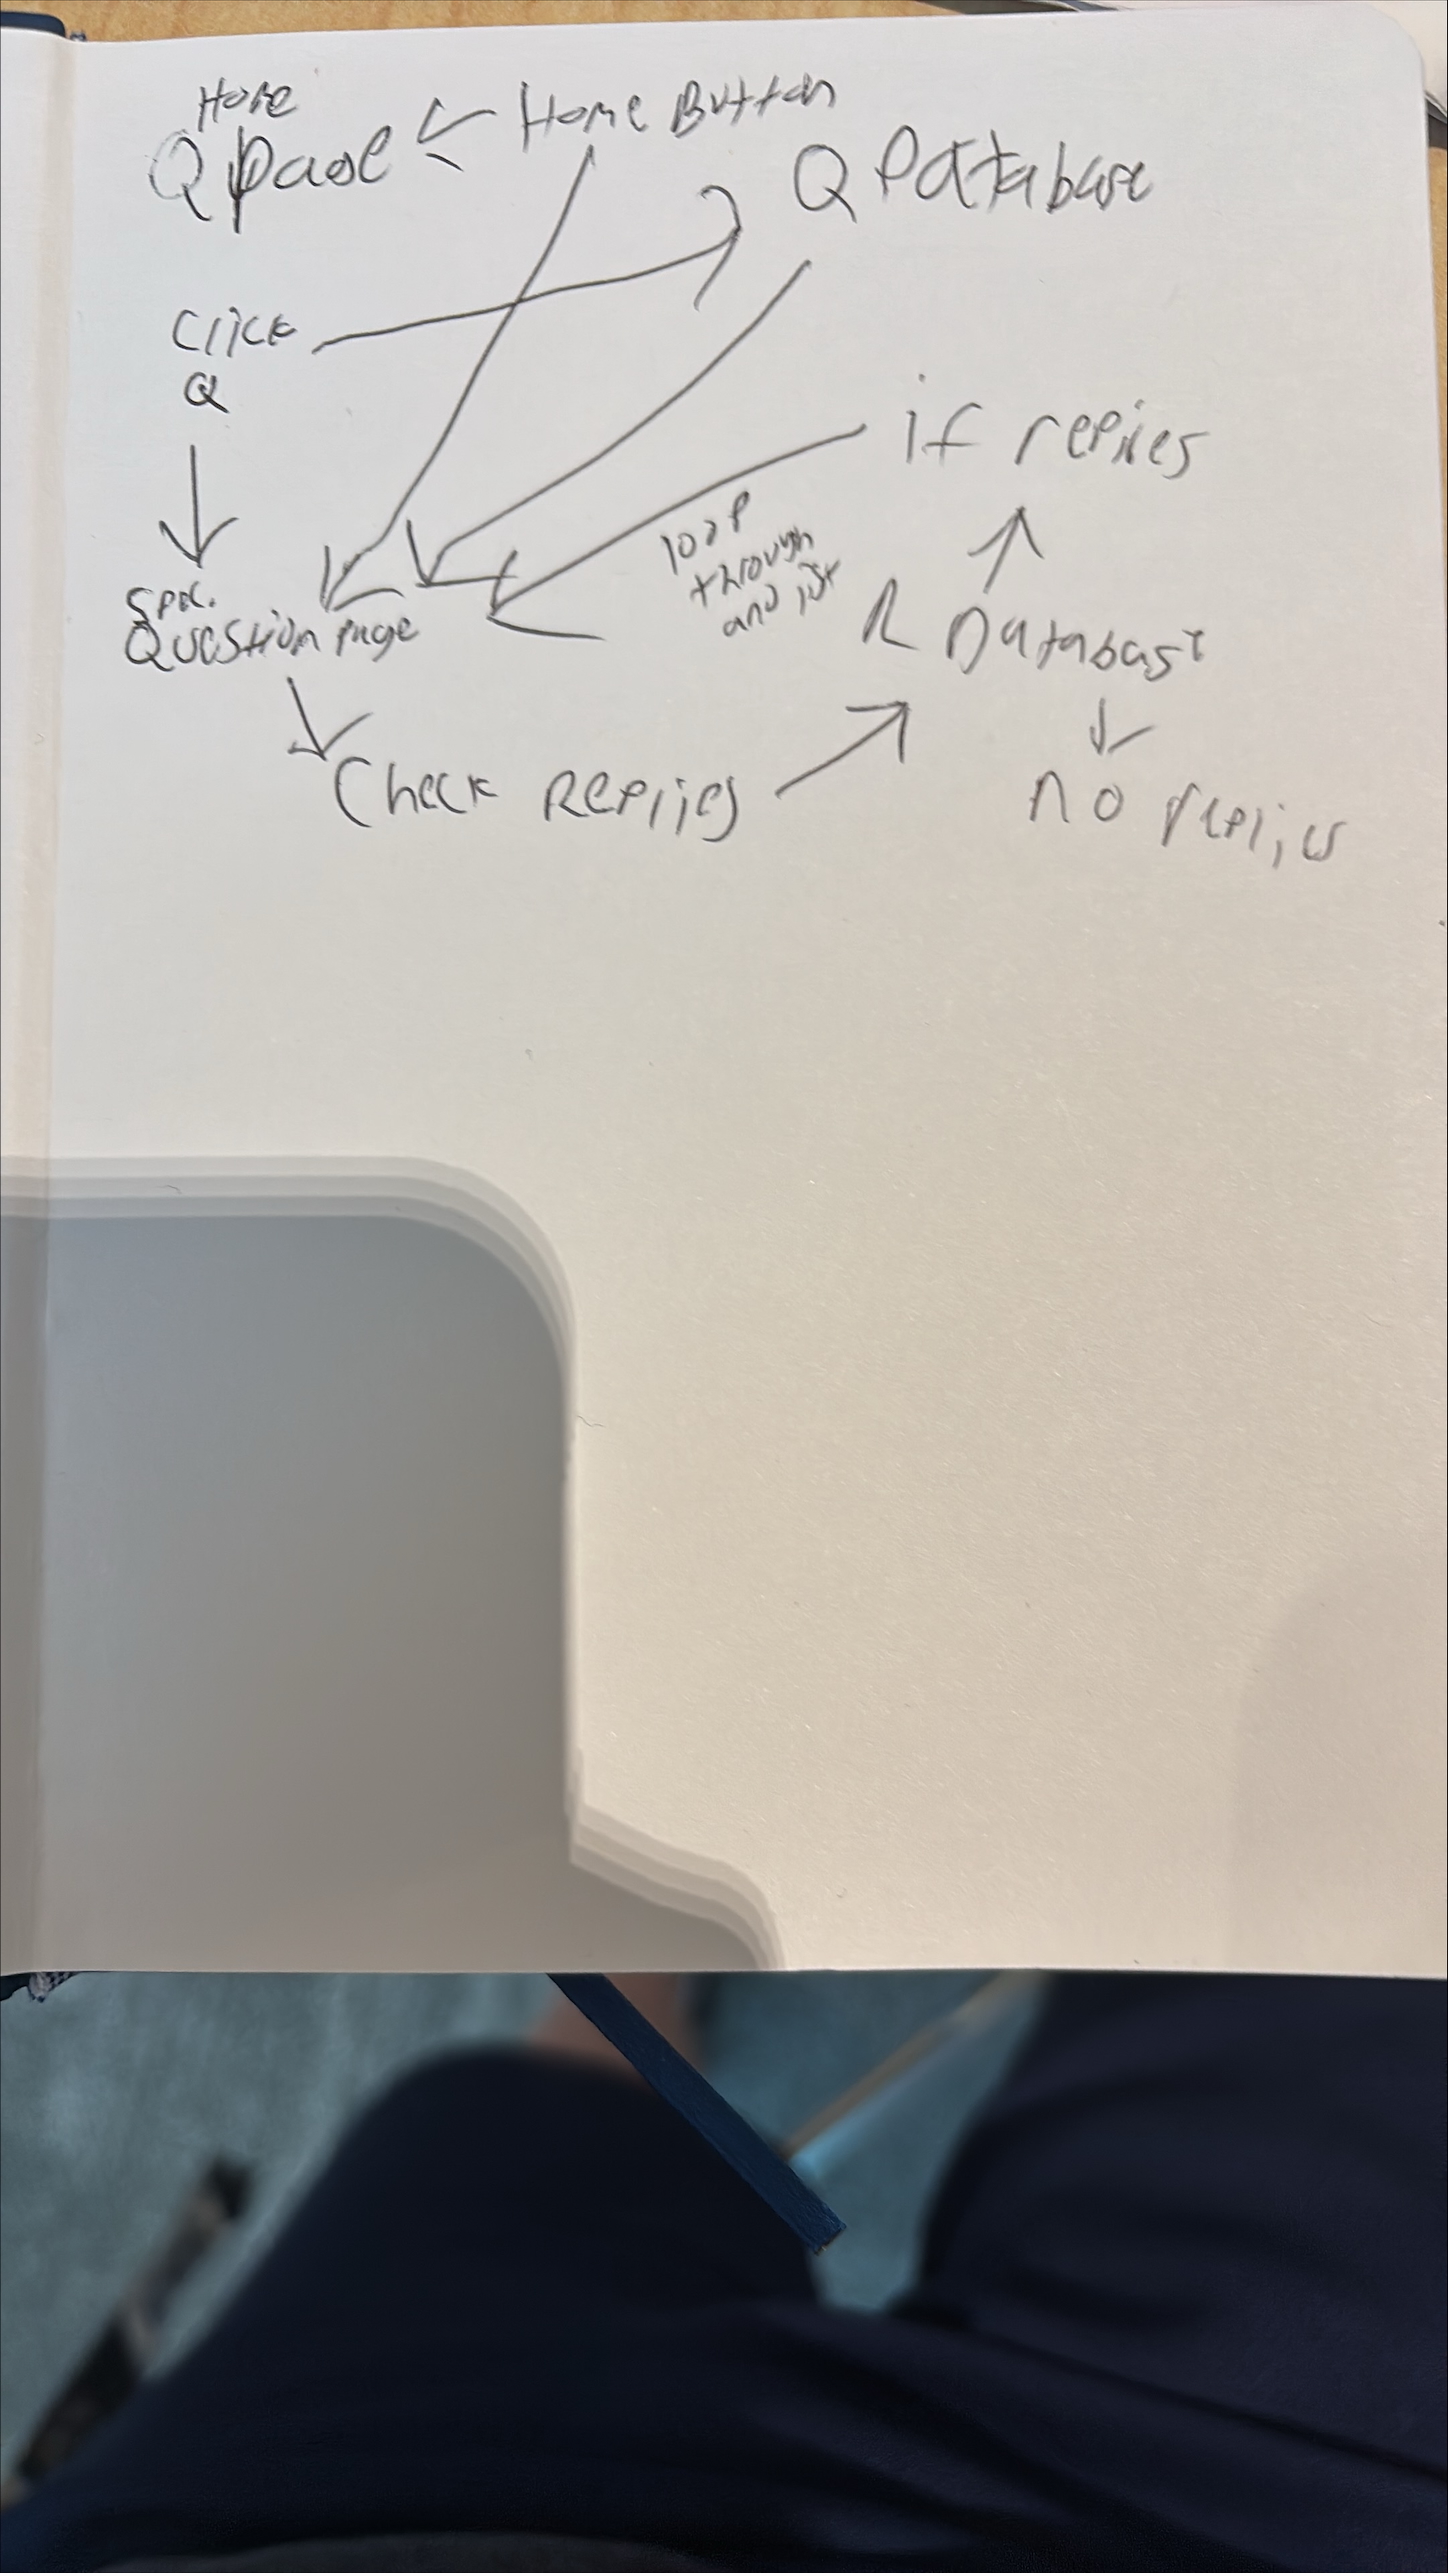 Home
Q page
Home Button
Q Database
Click
Q
if replies
loop
through
and list
Spec.
Question page
R Database
Check Replies
no replies